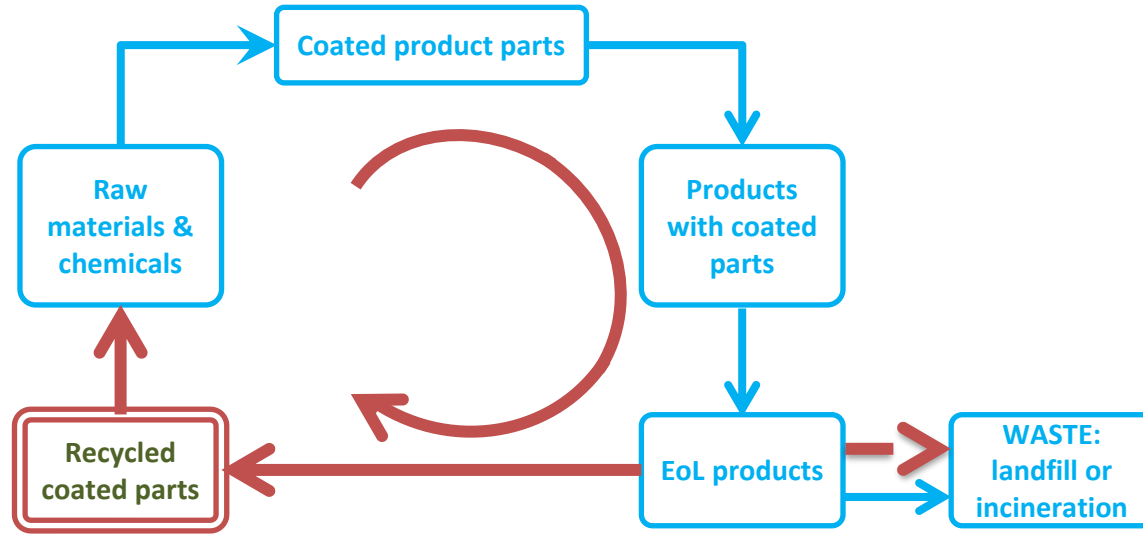 Coated product parts
Raw
materials &
chemicals
Products
with coated
parts
Recycled
coated parts
EoL products
WASTE:
landfill or
incineration